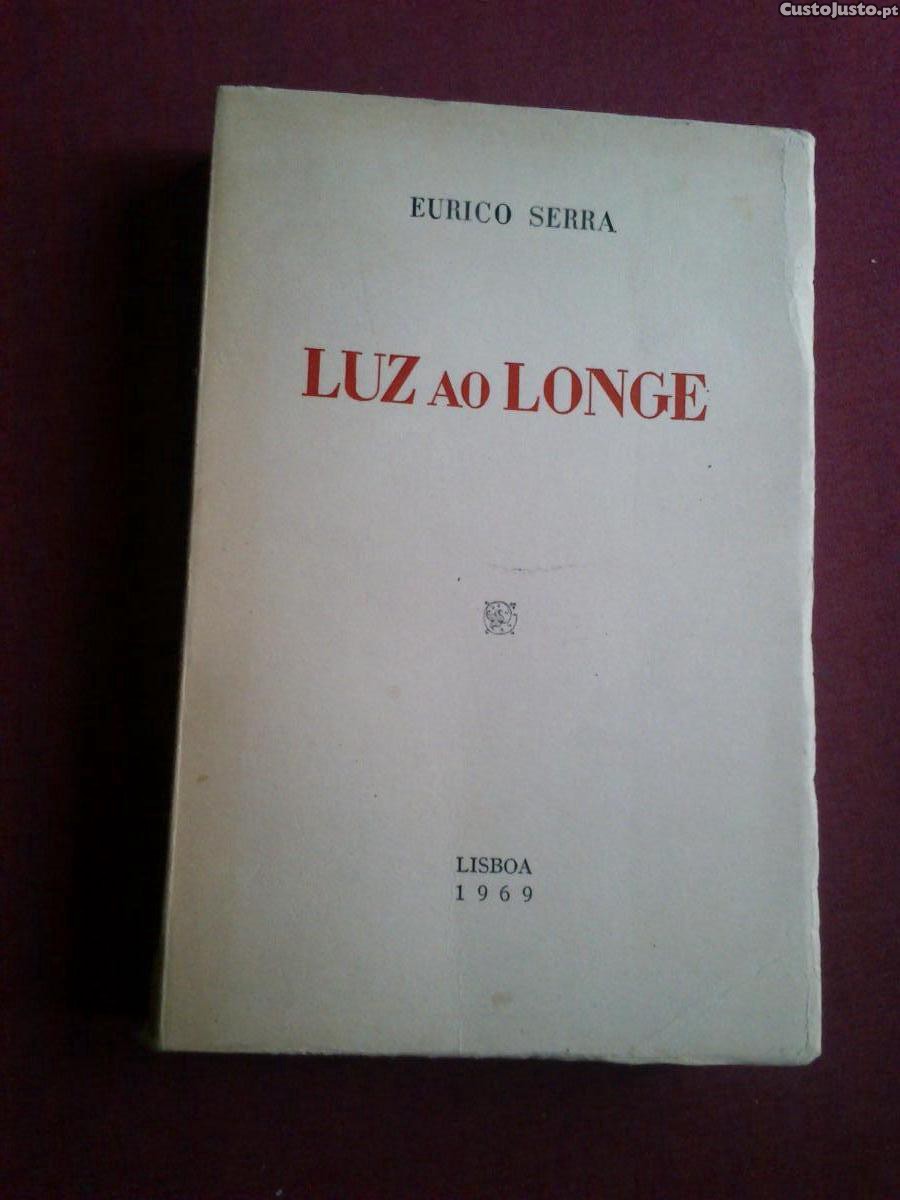 CustoJusto.pt
EURICO SERRA
LUZ AO LONGE
LISBOA
1969